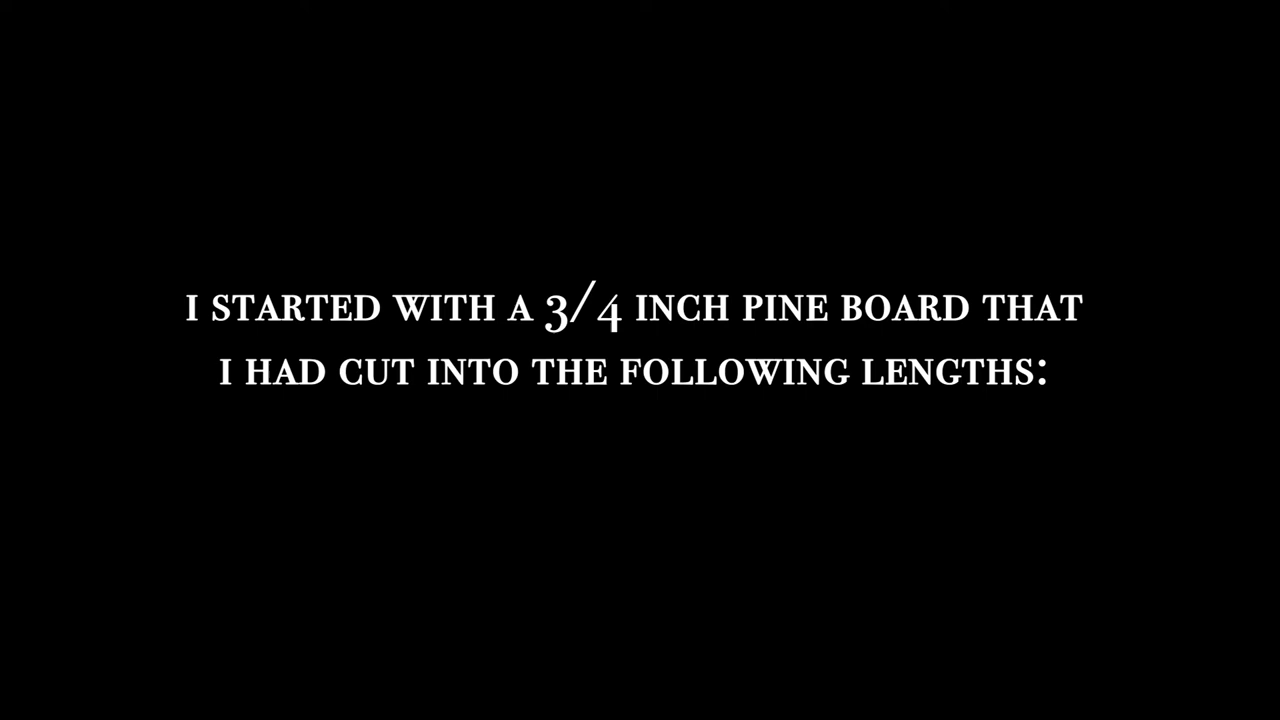 I STARTED WITH A 3/4 INCH PINE BOARD THAT
I HAD CUT INTO THE FOLLOWING LENGTHS: